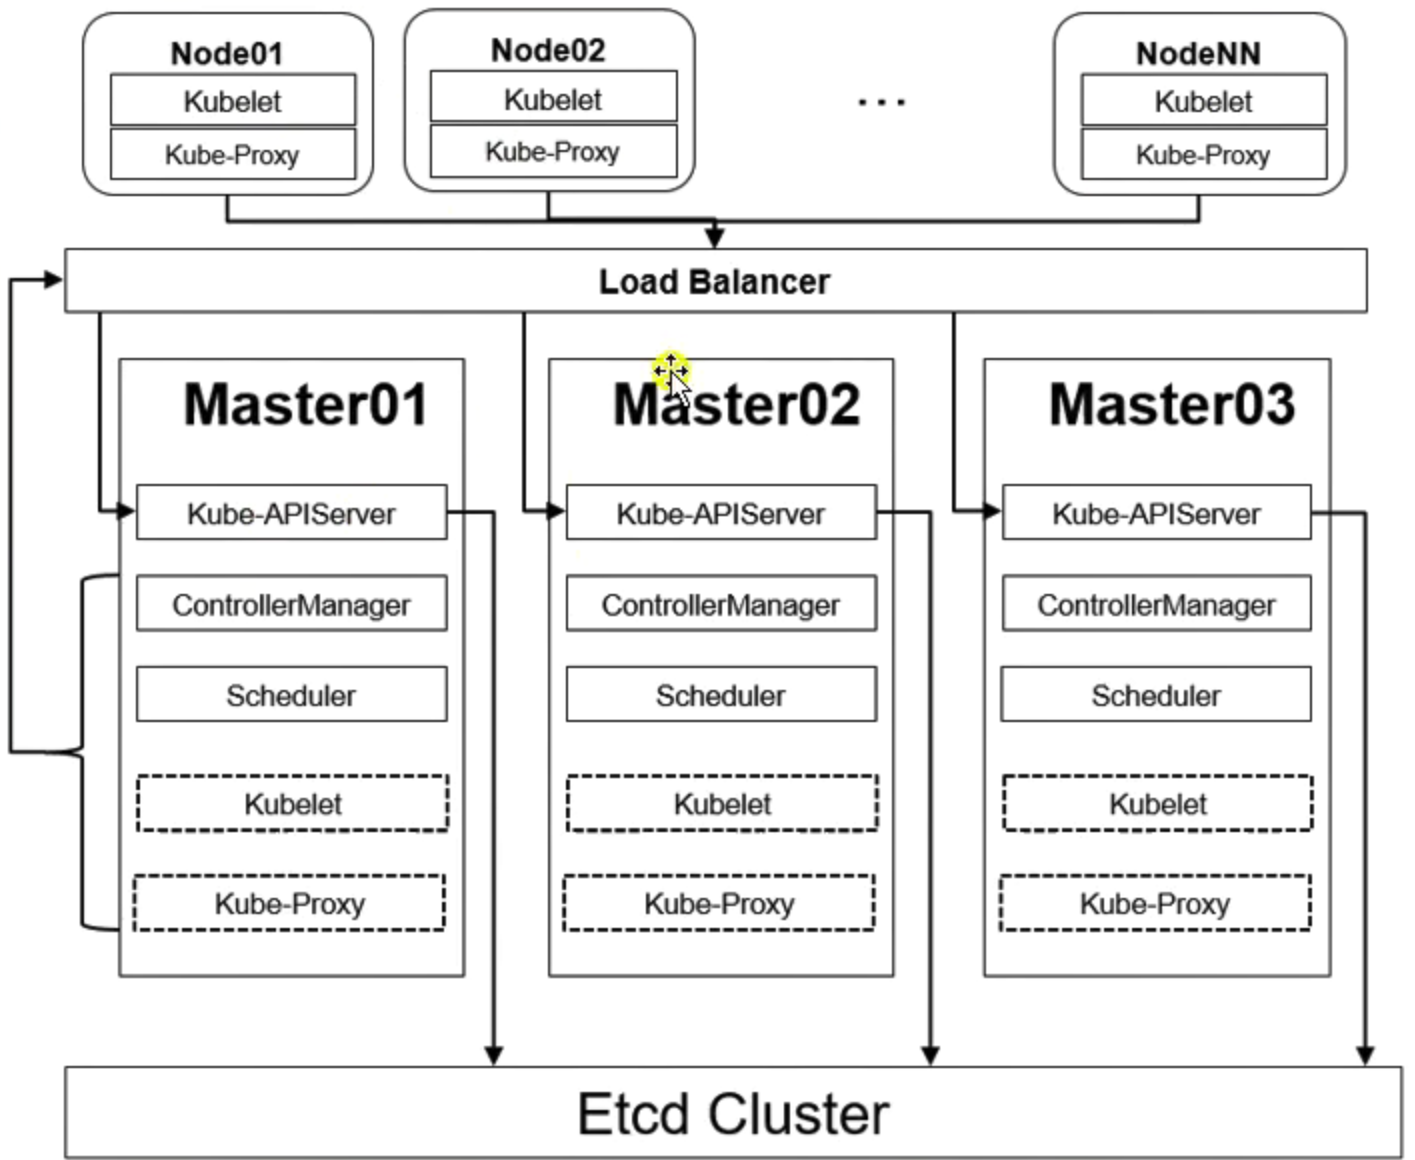 Node01
Kubelet
Kube-Proxy
Node02
Kubelet
Kube-Proxy
...
NodeNN
Kubelet
Kube-Proxy
Load Balancer
Master01
Kube-APIServer
ControllerManager
Scheduler
Kubelet
Kube-Proxy
Master02
Kube-APIServer
ControllerManager
Scheduler
Kubelet
Kube-Proxy
Master03
Kube-APIServer
ControllerManager
Scheduler
Kubelet
Kube-Proxy
Etcd Cluster